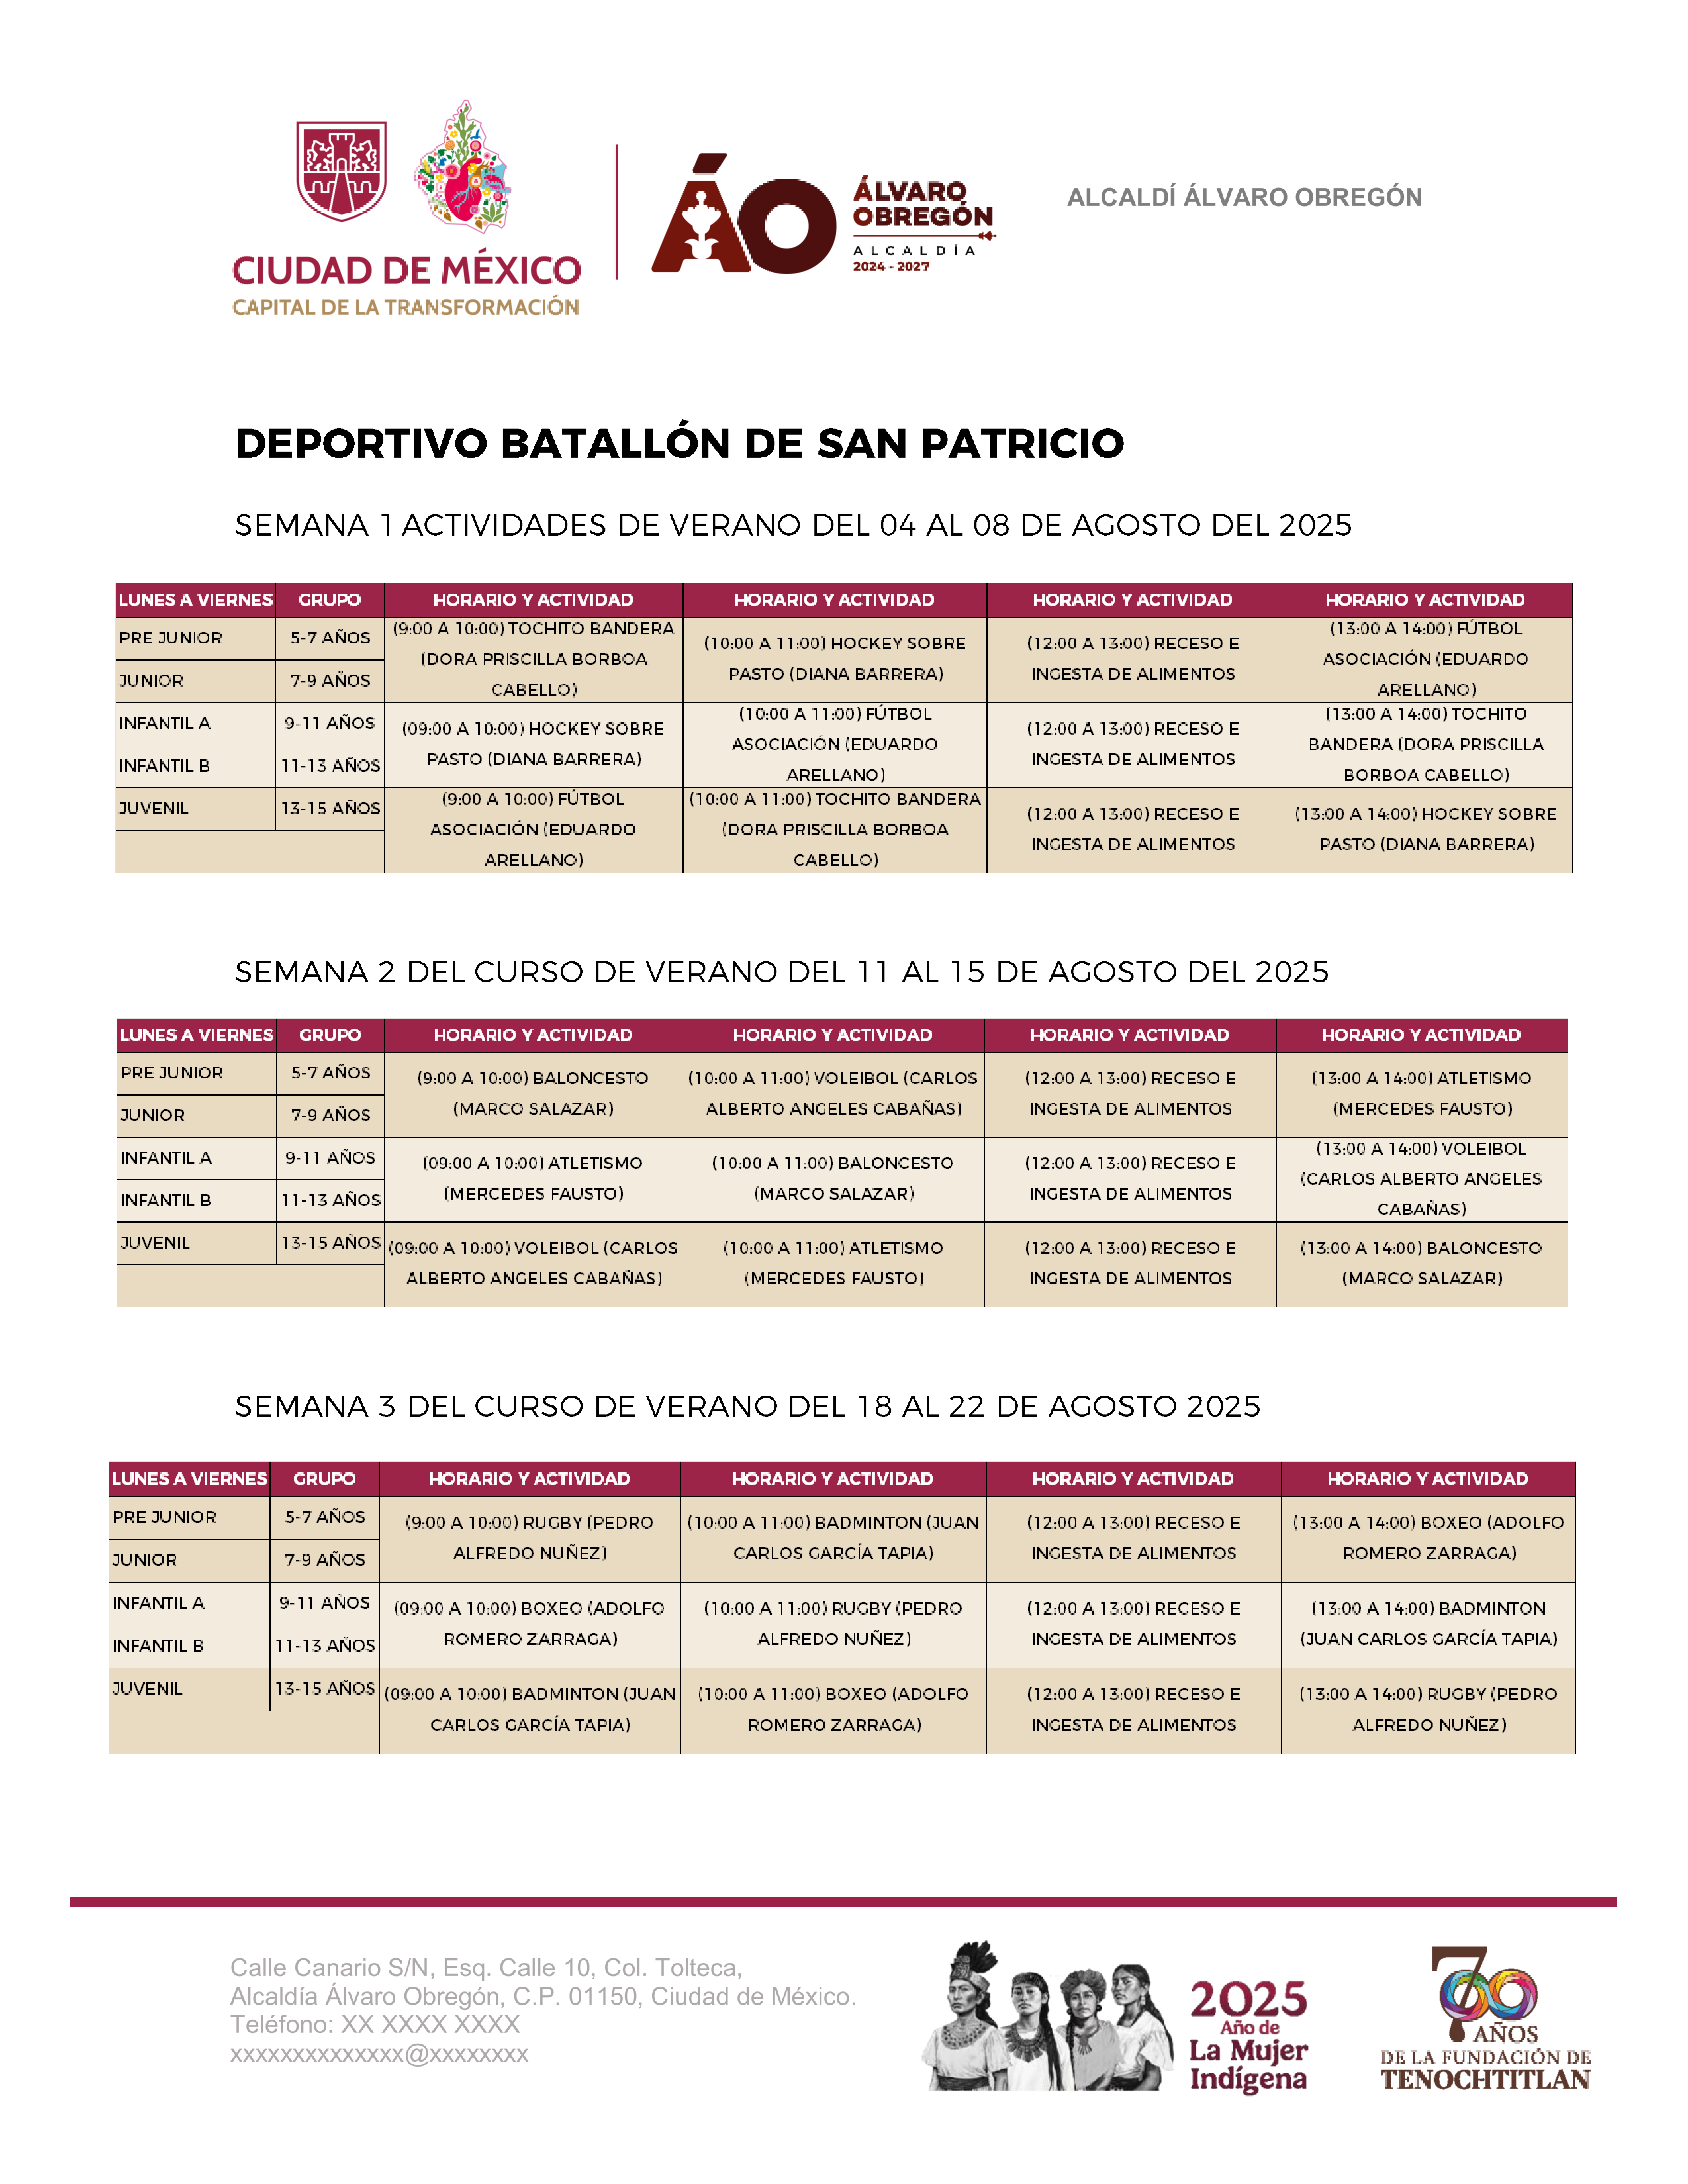 CIUDAD DE MÉXICO
CAPITAL DE LA TRANSFORMACIÓN
ÁO
ÁLVARO
OBREGÓN
ALCALDÍA
2024 - 2027
ALCALDÍ ÁLVARO OBREGÓN
DEPORTIVO BATALLÓN DE SAN PATRICIO
SEMANA 1 ACTIVIDADES DE VERANO DEL 04 AL 08 DE AGOSTO DEL 2025
LUNES A VIERNES GRUPO HORARIO Y ACTIVIDAD HORARIO Y ACTIVIDAD HORARIO Y ACTIVIDAD HORARIO Y ACTIVIDAD
PRE JUNIOR 5-7 AÑOS
JUNIOR 7-9 AÑOS
(9:00 A 10:00) TOCHITO BANDERA
(DORA PRISCILLA BORBOA
CABELLO)
(10:00 A 11:00) HOCKEY SOBRE
PASTO (DIANA BARRERA)
(12:00 A 13:00) RECESO E
INGESTA DE ALIMENTOS
(13:00 A 14:00) FÚTBOL
ASOCIACIÓN (EDUARDO
ARELLANO)
INFANTIL A 9-11 AÑOS
INFANTIL B 11-13 AÑOS
(09:00 A 10:00) HOCKEY SOBRE
PASTO (DIANA BARRERA)
(10:00 A 11:00) FÚTBOL
ASOCIACIÓN (EDUARDO
ARELLANO)
(12:00 A 13:00) RECESO E
INGESTA DE ALIMENTOS
(13:00 A 14:00) TOCHITO
BANDERA (DORA PRISCILLA
BORBOA CABELLO)
JUVENIL 13-15 AÑOS
(9:00 A 10:00) FÚTBOL
ASOCIACIÓN (EDUARDO
ARELLANO)
(10:00 A 11:00) TOCHITO BANDERA
(DORA PRISCILLA BORBOA
CABELLO)
(12:00 A 13:00) RECESO E
INGESTA DE ALIMENTOS
(13:00 A 14:00) HOCKEY SOBRE
PASTO (DIANA BARRERA)
SEMANA 2 DEL CURSO DE VERANO DEL 11 AL 15 DE AGOSTO DEL 2025
LUNES A VIERNES GRUPO HORARIO Y ACTIVIDAD HORARIO Y ACTIVIDAD HORARIO Y ACTIVIDAD HORARIO Y ACTIVIDAD
PRE JUNIOR 5-7 AÑOS
JUNIOR 7-9 AÑOS
(9:00 A 10:00) BALONCESTO
(MARCO SALAZAR)
(10:00 A 11:00) VOLEIBOL (CARLOS
ALBERTO ANGELES CABAÑAS)
(12:00 A 13:00) RECESO E
INGESTA DE ALIMENTOS
(13:00 A 14:00) ATLETISMO
(MERCEDES FAUSTO)
INFANTIL A 9-11 AÑOS
INFANTIL B 11-13 AÑOS
(09:00 A 10:00) ATLETISMO
(MERCEDES FAUSTO)
(10:00 A 11:00) BALONCESTO
(MARCO SALAZAR)
(12:00 A 13:00) RECESO E
INGESTA DE ALIMENTOS
(13:00 A 14:00) VOLEIBOL
(CARLOS ALBERTO ANGELES
CABAÑAS)
JUVENIL 13-15 AÑOS
(09:00 A 10:00) VOLEIBOL (CARLOS
ALBERTO ANGELES CABAÑAS)
(10:00 A 11:00) ATLETISMO
(MERCEDES FAUSTO)
(12:00 A 13:00) RECESO E
INGESTA DE ALIMENTOS
(13:00 A 14:00) BALONCESTO
(MARCO SALAZAR)
SEMANA 3 DEL CURSO DE VERANO DEL 18 AL 22 DE AGOSTO 2025
LUNES A VIERNES GRUPO HORARIO Y ACTIVIDAD HORARIO Y ACTIVIDAD HORARIO Y ACTIVIDAD HORARIO Y ACTIVIDAD
PRE JUNIOR 5-7 AÑOS
JUNIOR 7-9 AÑOS
(9:00 A 10:00) RUGBY (PEDRO
ALFREDO NUÑEZ)
(10:00 A 11:00) BADMINTON (JUAN
CARLOS GARCÍA TAPIA)
(12:00 A 13:00) RECESO E
INGESTA DE ALIMENTOS
(13:00 A 14:00) BOXEO (ADOLFO
ROMERO ZARRAGA)
INFANTIL A 9-11 AÑOS
INFANTIL B 11-13 AÑOS
(09:00 A 10:00) BOXEO (ADOLFO
ROMERO ZARRAGA)
(10:00 A 11:00) RUGBY (PEDRO
ALFREDO NUÑEZ)
(12:00 A 13:00) RECESO E
INGESTA DE ALIMENTOS
(13:00 A 14:00) BADMINTON
(JUAN CARLOS GARCÍA TAPIA)
JUVENIL 13-15 AÑOS
(09:00 A 10:00) BADMINTON (JUAN
CARLOS GARCÍA TAPIA)
(10:00 A 11:00) BOXEO (ADOLFO
ROMERO ZARRAGA)
(12:00 A 13:00) RECESO E
INGESTA DE ALIMENTOS
(13:00 A 14:00) RUGBY (PEDRO
ALFREDO NUÑEZ)
Calle Canario S/N, Esq. Calle 10, Col. Tolteca,
Alcaldía Álvaro Obregón, C.P. 01150, Ciudad de México.
Teléfono: XX XXXX XXXX
xxxxxxxxxxxxxx@xxxxxxxx
2025
Año de
La Mujer
Indígena
700
AÑOS
DE LA FUNDACIÓN DE
TENOCHTITLAN